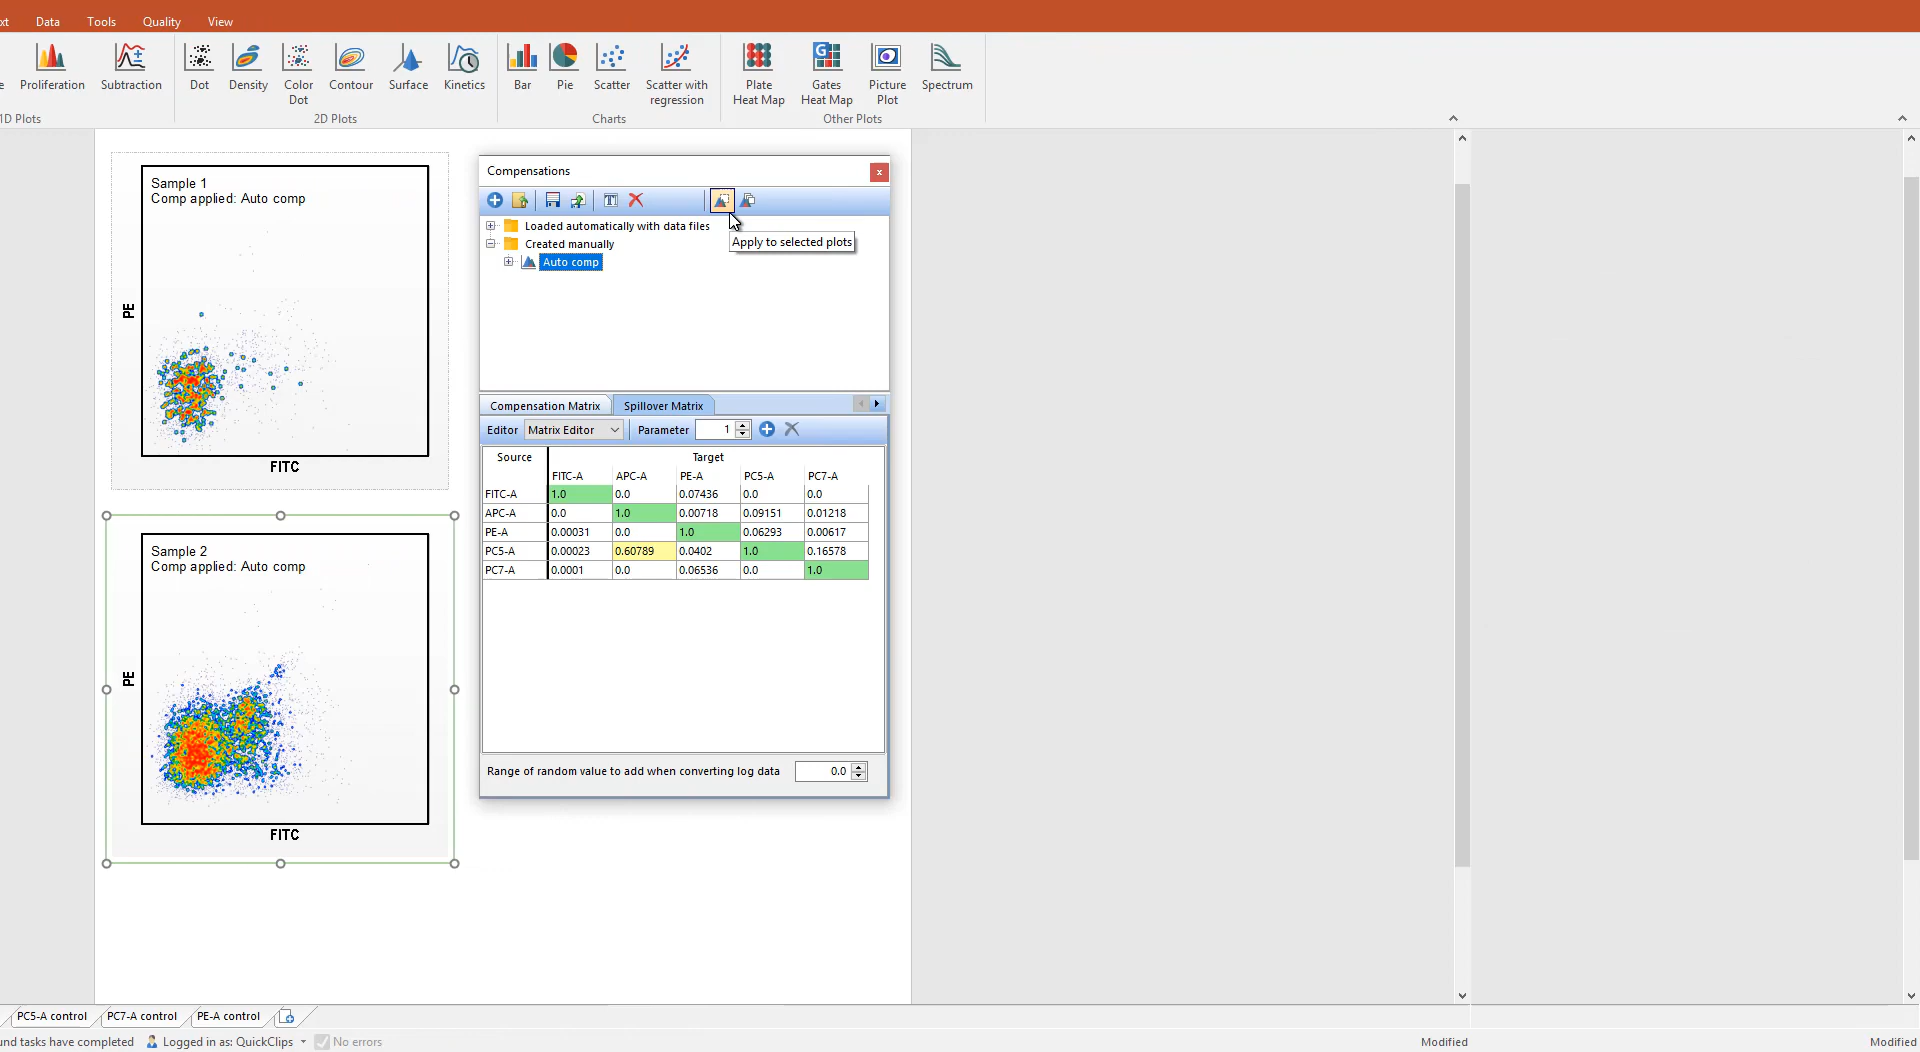 xt Data Tools Quality View
e Proliferation Subtraction Dot Density Color Dot Contour Surface Kinetics Bar Pie Scatter Scatter with regression Plate Heat Map Gates Heat Map Picture Plot Spectrum
1D Plots 2D Plots Charts Other Plots
Sample 1
Comp applied: Auto comp
PE
FITC
Sample 2
Comp applied: Auto comp
PE
FITC
Compensations
x
Loaded automatically with data files
Created manually
Apply to selected plots
Auto comp
Compensation Matrix Spillover Matrix
Editor Matrix Editor Parameter 1
Source Target
FITC-A APC-A PE-A PC5-A PC7-A
FITC-A 1.0 0.0 0.07436 0.0 0.0
APC-A 0.0 1.0 0.00718 0.09151 0.01218
PE-A 0.00031 0.0 1.0 0.06293 0.00617
PC5-A 0.00023 0.60789 0.0402 1.0 0.16578
PC7-A 0.0001 0.0 0.06536 0.0 1.0
Range of random value to add when converting log data 0.0
PC5-A control PC7-A control PE-A control
und tasks have completed Logged in as: QuickClips No errors Modified Modified